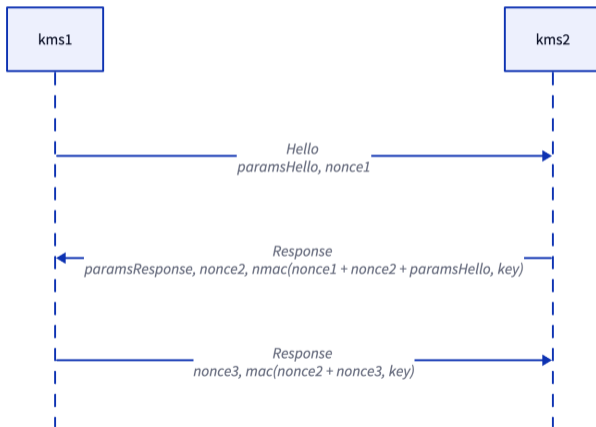 kms1
kms2
Hello
paramsHello, nonce1
Response
paramsResponse, nonce2, nmac(nonce1 + nonce2 + paramsHello, key)
Response
nonce3, mac(nonce2 + nonce3, key)